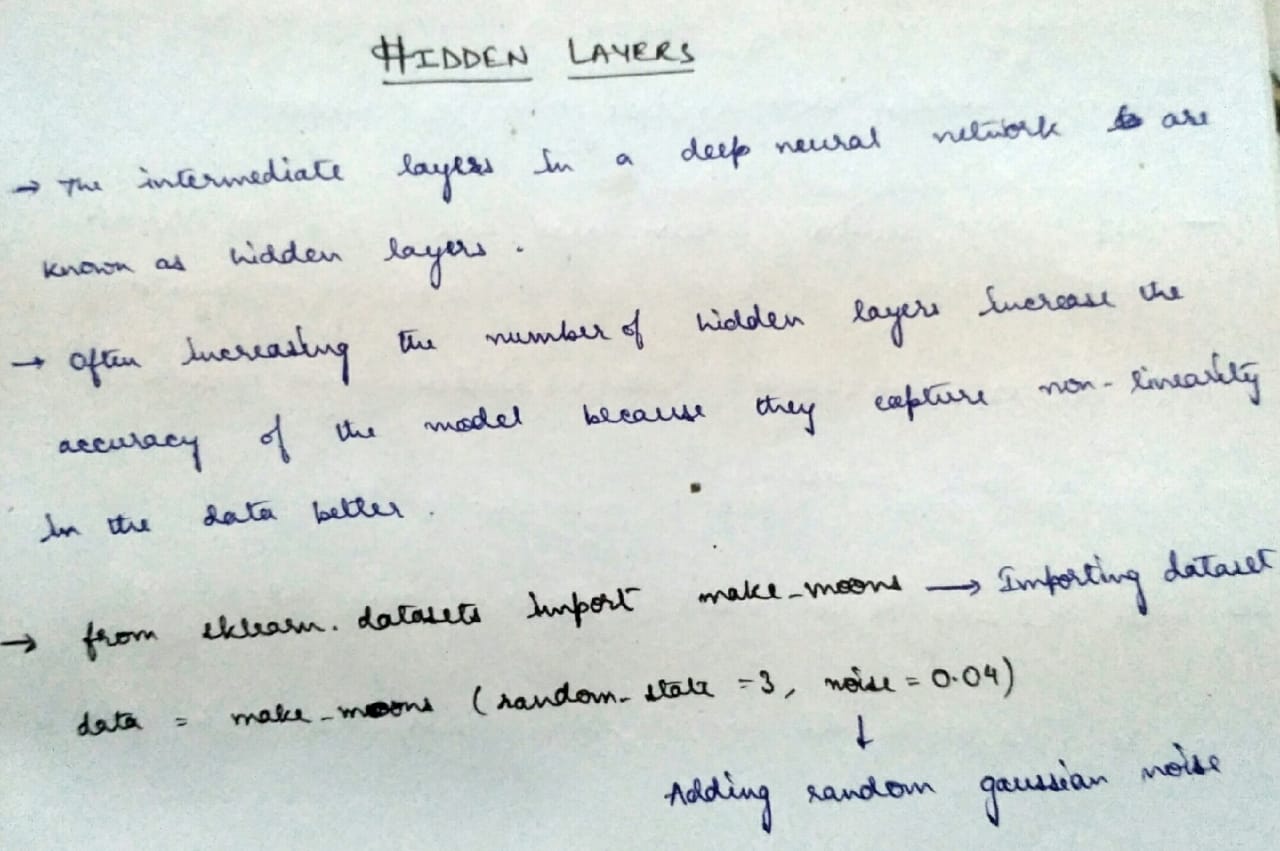 HIDDEN LAYERS
→ The intermediate layers in a deep neural network are
known as hidden layers.
→ Often increasing the number of hidden layers increase the
accuracy of the model because they capture non-linearity
in the data better.
→ from sklearn.datasets import make_moons → Importing dataset
data = make_moons (random_state = 3, noise = 0.04)
↓
Adding random gaussian noise